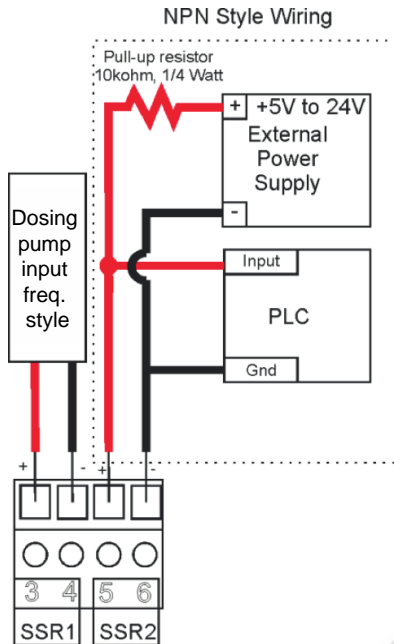 NPN Style Wiring
Pull-up resistor
10kohm, 1/4 Watt
+ +5V to 24V
External
Power
Supply
-
Dosing
pump
input
freq.
style
Input
PLC
Gnd
+ - + -
3 4 5 6
SSR1 SSR2